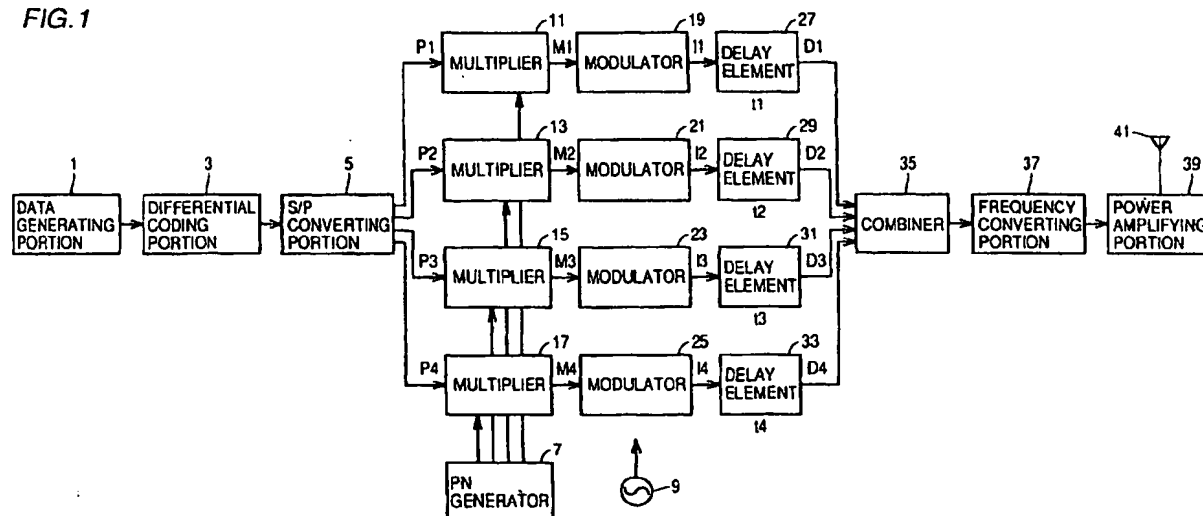 FIG.1
11
19
27
P1
MULTIPLIER
M1
MODULATOR
I1
DELAY
ELEMENT
D1
t1
13
21
29
P2
MULTIPLIER
M2
MODULATOR
I2
DELAY
ELEMENT
D2
t2
1
DATA
GENERATING
PORTION
3
DIFFERENTIAL
CODING
PORTION
5
S/P
CONVERTING
PORTION
15
23
31
P3
MULTIPLIER
M3
MODULATOR
I3
DELAY
ELEMENT
D3
t3
17
25
33
P4
MULTIPLIER
M4
MODULATOR
I4
DELAY
ELEMENT
D4
t4
7
PN
GENERATOR
9
35
COMBINER
37
FREQUENCY
CONVERTING
PORTION
41
39
POWER
AMPLIFYING
PORTION